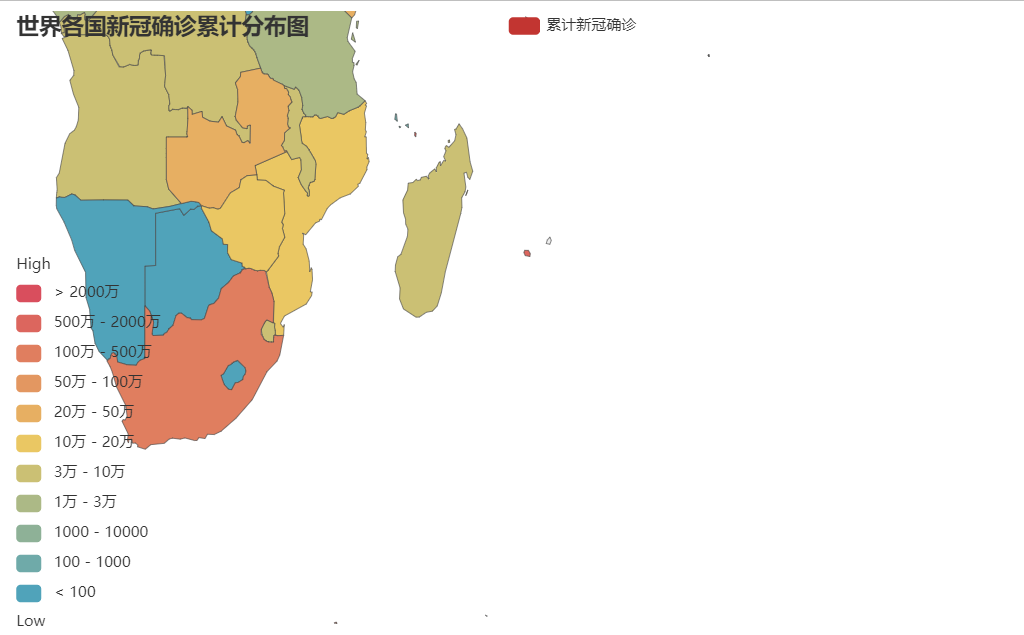 世界各国新冠确诊累计分布图
累计新冠确诊
High
> 2000万
500万 - 2000万
100万 - 500万
50万 - 100万
20万 - 50万
10万 - 20万
3万 - 10万
1万 - 3万
1000 - 10000
100 - 1000
< 100
Low